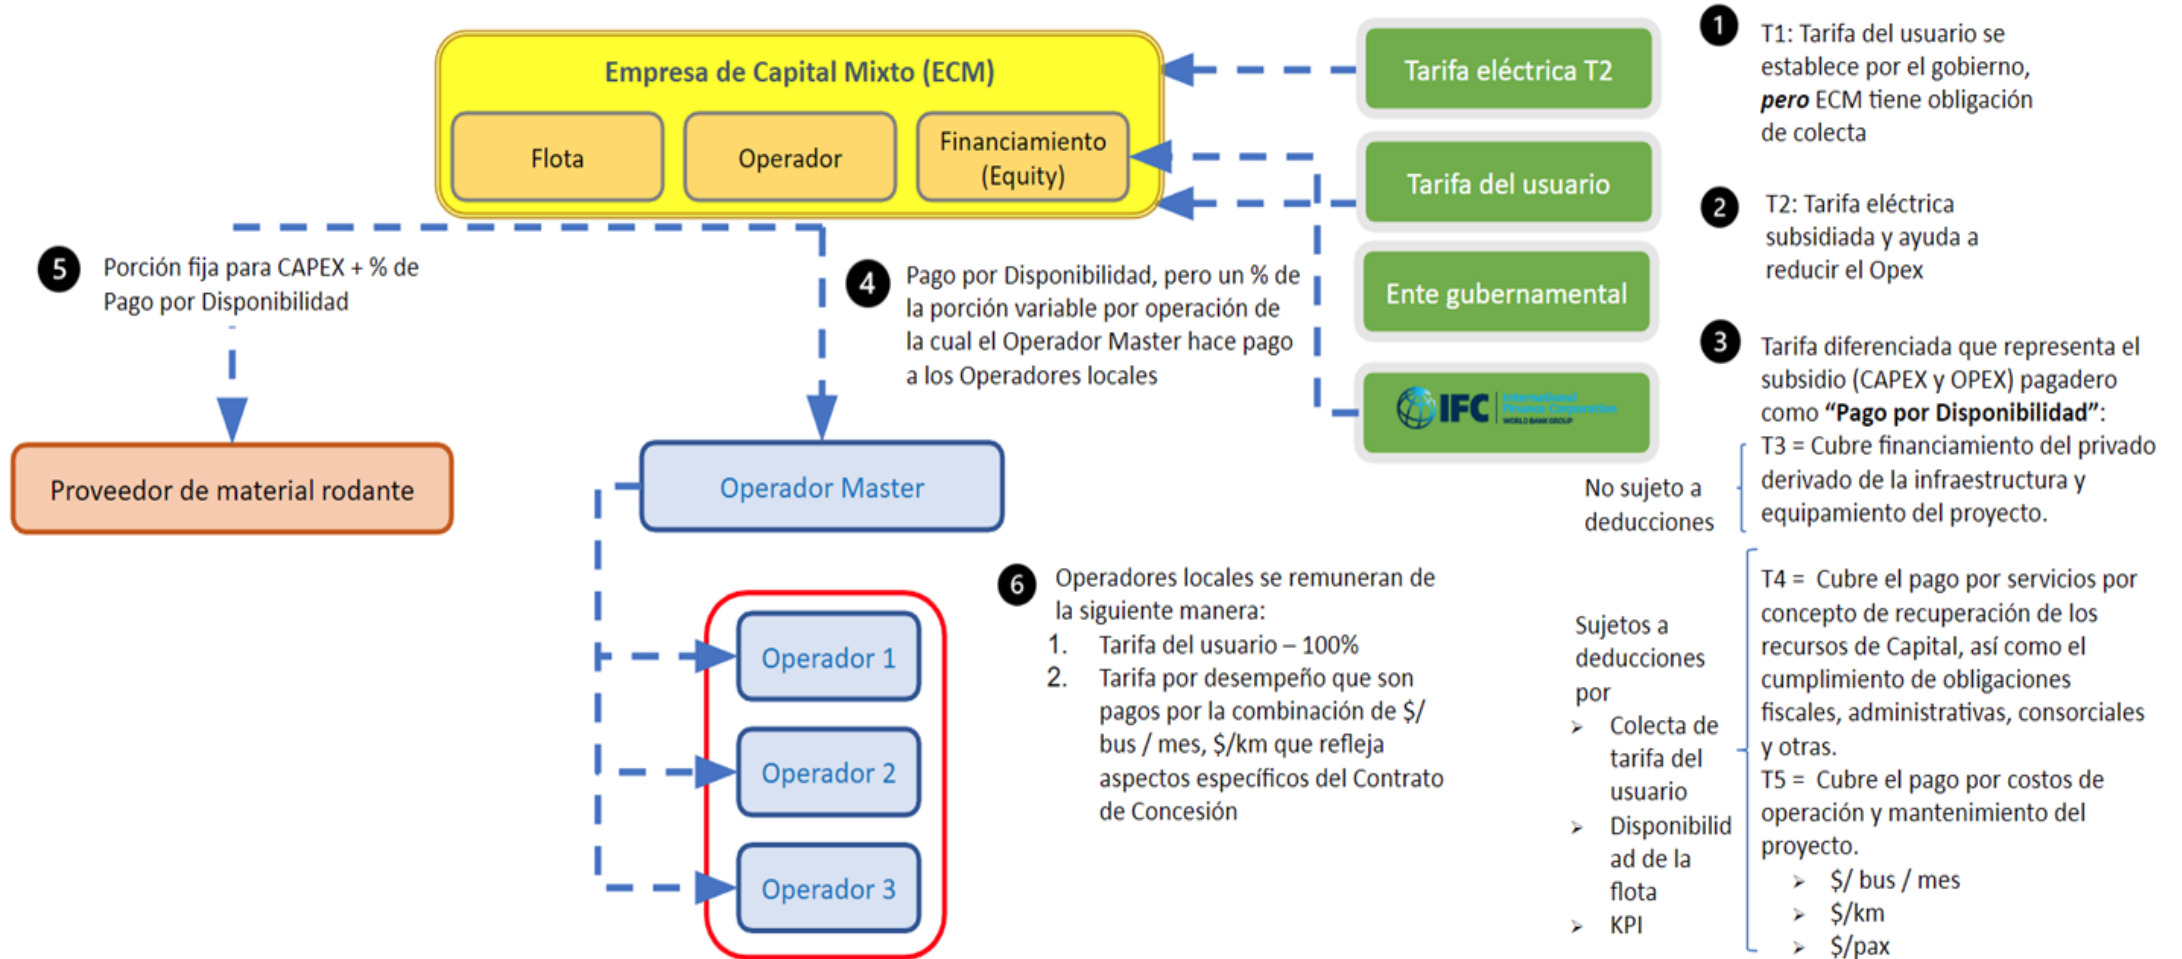 Empresa de Capital Mixto (ECM)
Flota
Operador
Financiamiento
(Equity)
Tarifa eléctrica T2
Tarifa del usuario
Ente gubernamental
IFC
International
Finance Corporation
WORLD BANK GROUP
1
T1: Tarifa del usuario se
establece por el gobierno,
pero ECM tiene obligación
de colecta
2
T2: Tarifa eléctrica
subsidiada y ayuda a
reducir el Opex
3
Tarifa diferenciada que representa el
subsidio (CAPEX y OPEX) pagadero
como “Pago por Disponibilidad”:
T3 = Cubre financiamiento del privado
derivado de la infraestructura y
equipamiento del proyecto.
No sujeto a
deducciones
T4 = Cubre el pago por servicios por
concepto de recuperación de los
recursos de Capital, así como el
cumplimiento de obligaciones
fiscales, administrativas, consorciales
y otras.
T5 = Cubre el pago por costos de
operación y mantenimiento del
proyecto.
➢ $/ bus / mes
➢ $/km
➢ $/pax
Sujetos a
deducciones
por
➢ Colecta de
tarifa del
usuario
➢ Disponibilid
ad de la
flota
➢ KPI
5
Porción fija para CAPEX + % de
Pago por Disponibilidad
4
Pago por Disponibilidad, pero un % de
la porción variable por operación de
la cual el Operador Master hace pago
a los Operadores locales
Proveedor de material rodante
Operador Master
Operador 1
Operador 2
Operador 3
6
Operadores locales se remuneran de
la siguiente manera:
1. Tarifa del usuario – 100%
2. Tarifa por desempeño que son
pagos por la combinación de $/
bus / mes, $/km que refleja
aspectos específicos del Contrato
de Concesión